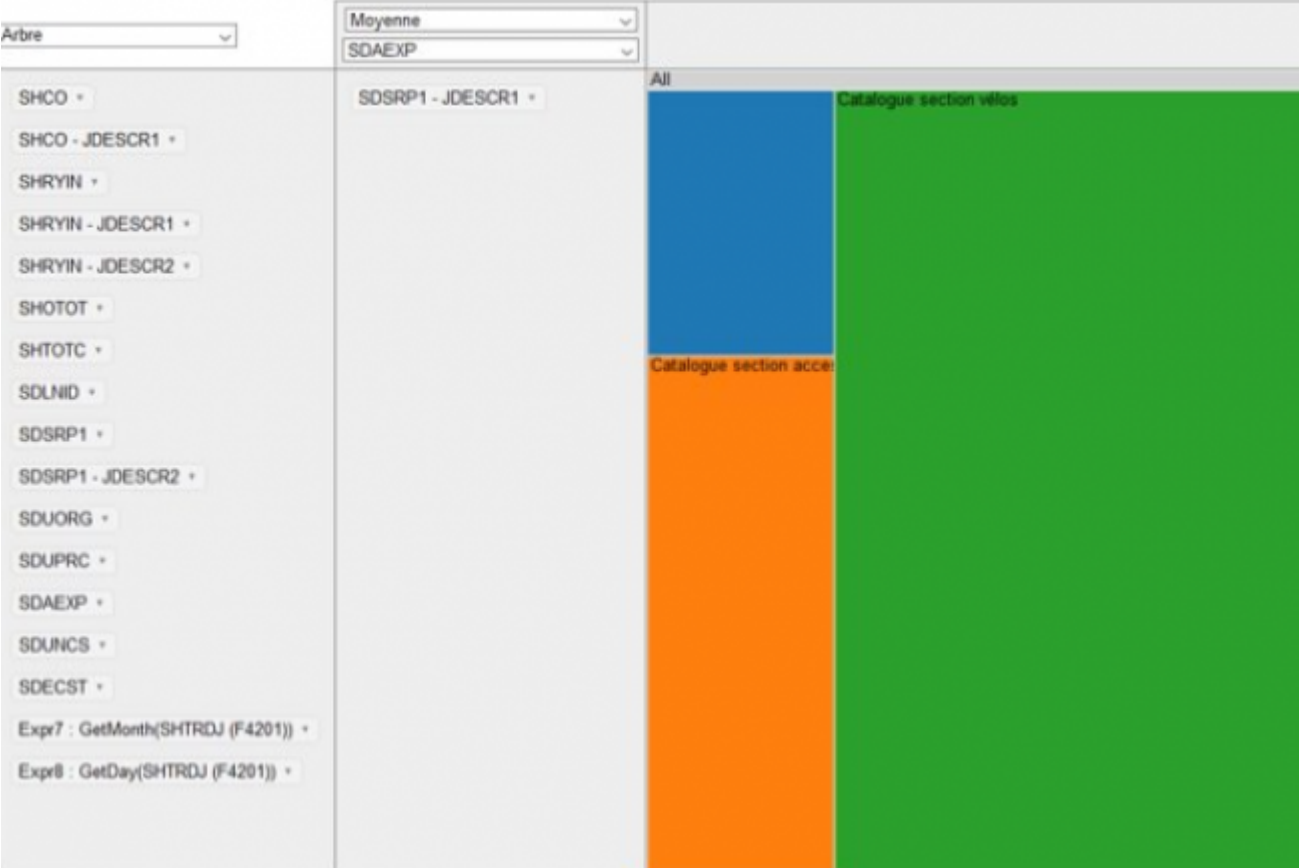 Arbre
Moyenne
SDAEXP
All
SHCO
SHCO - JDESCR1
SHRYIN
SHRYIN - JDESCR1
SHRYIN - JDESCR2
SHOTOT
SHTOTC
SDLNID
SDSRP1
SDSRP1 - JDESCR2
SDUORG
SDUPRC
SDAEXP
SDUNCS
SDECST
Expr7 : GetMonth(SHTRDJ (F4201))
Expr8 : GetDay(SHTRDJ (F4201))
SDSRP1 - JDESCR1
Catalogue section vélos
Catalogue section acces